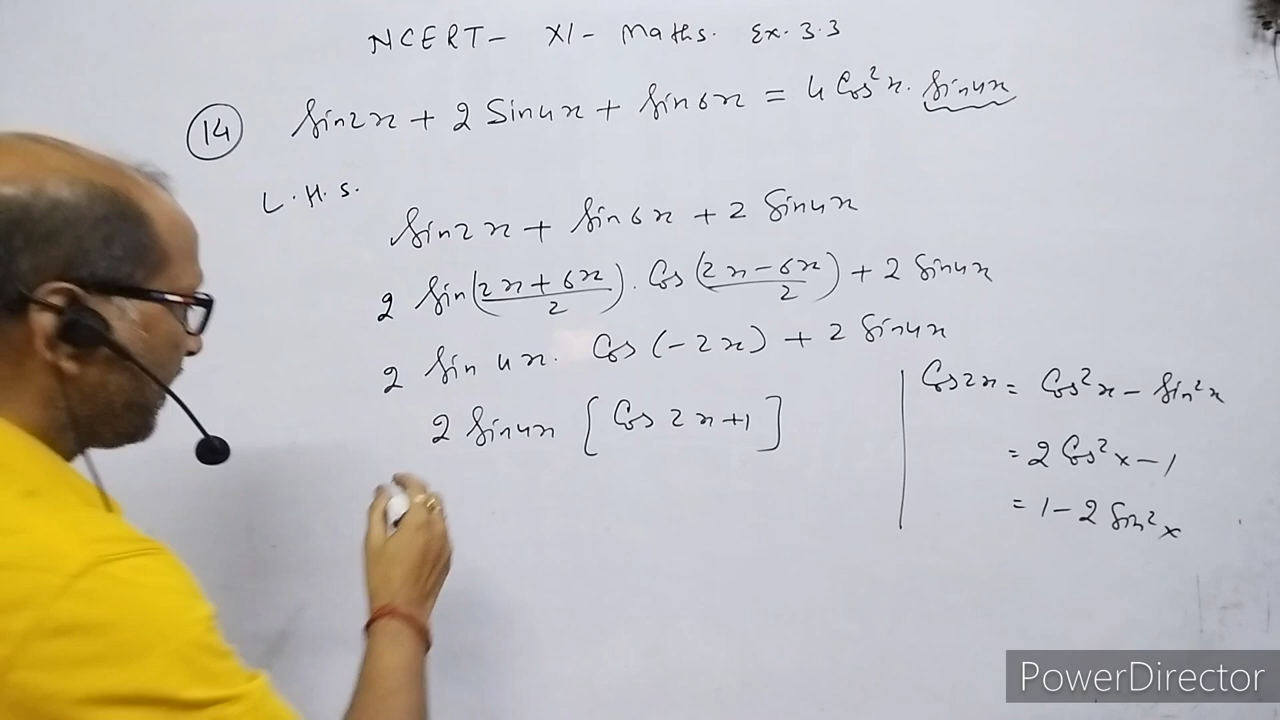 NCERT - XI - Maths. Ex. 3.3
14 Sin2x + 2 Sin4x + Sin6x = 4 Cos²x. Sin4x
L.H.S.
Sin2x + Sin6x + 2 Sin4x
2 Sin(2x+6x/2). Cos(2x-6x/2) + 2 Sin4x
2 Sin 4x. Cos(-2x) + 2 Sin4x
2 Sin4x [Cos 2x+1]
Cos2x = Cos²x - Sin²x
= 2 Cos²x - 1
= 1 - 2 Sin²x
PowerDirector